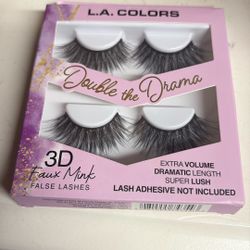 L.A. COLORS
Double the Drama
3D
Faux Mink
FALSE LASHES
EXTRA VOLUME
DRAMATIC LENGTH
SUPER LUSH
LASH ADHESIVE NOT INCLUDED